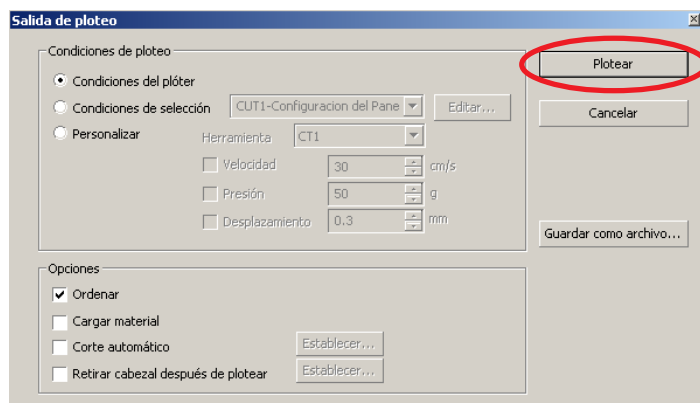 Salida de ploteo
Condiciones de ploteo
Plotear
Condiciones del plóter
Condiciones de selección CUT1-Configuracion del Pane Editar... Cancelar
Personalizar Herramienta CT1
Velocidad 30 cm/s
Presión 50 g
Desplazamiento 0.3 mm
Guardar como archivo...
Opciones
Ordenar
Cargar material
Corte automático Establecer...
Retirar cabezal después de plotear Establecer...